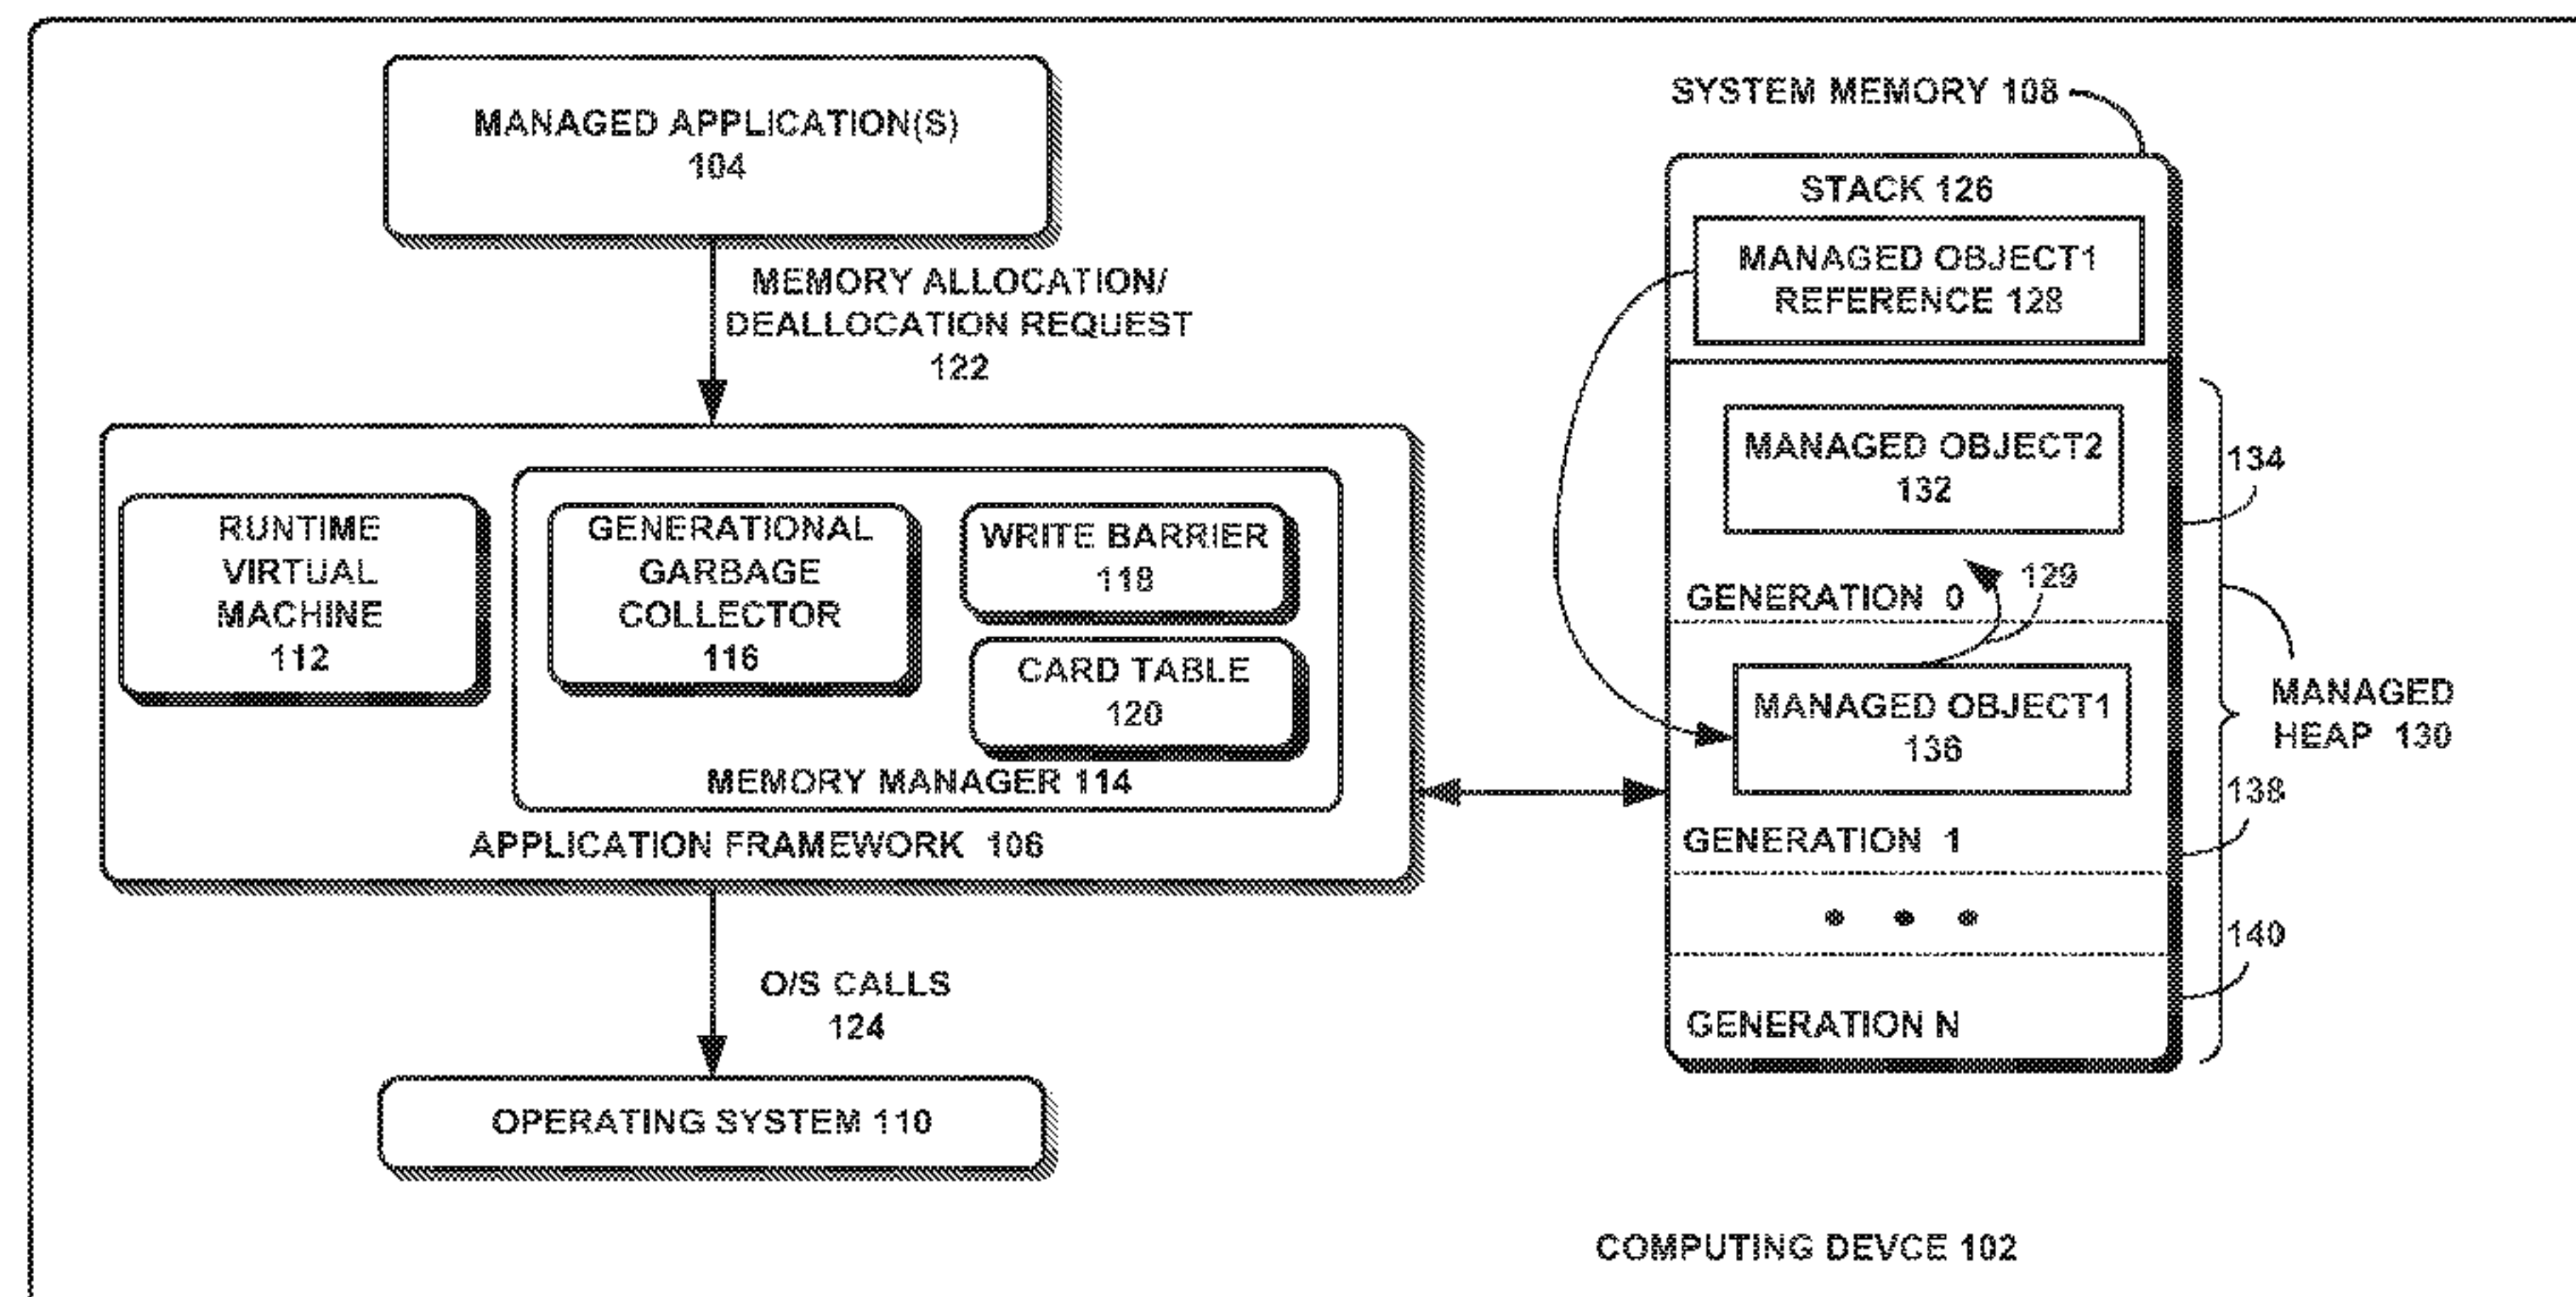 MANAGED APPLICATION(S)
104
MEMORY ALLOCATION/
DEALLOCATION REQUEST
122
RUNTIME
VIRTUAL
MACHINE
112
GENERATIONAL
GARBAGE
COLLECTOR
116
WRITE BARRIER
118
CARD TABLE
120
MEMORY MANAGER 114
APPLICATION FRAMEWORK 106
O/S CALLS
124
OPERATING SYSTEM 110
SYSTEM MEMORY 108
STACK 126
MANAGED OBJECT1
REFERENCE 128
MANAGED OBJECT2
132
134
129
GENERATION 0
MANAGED OBJECT1
136
MANAGED
HEAP 130
138
GENERATION 1
• • •
140
GENERATION N
COMPUTING DEVCE 102